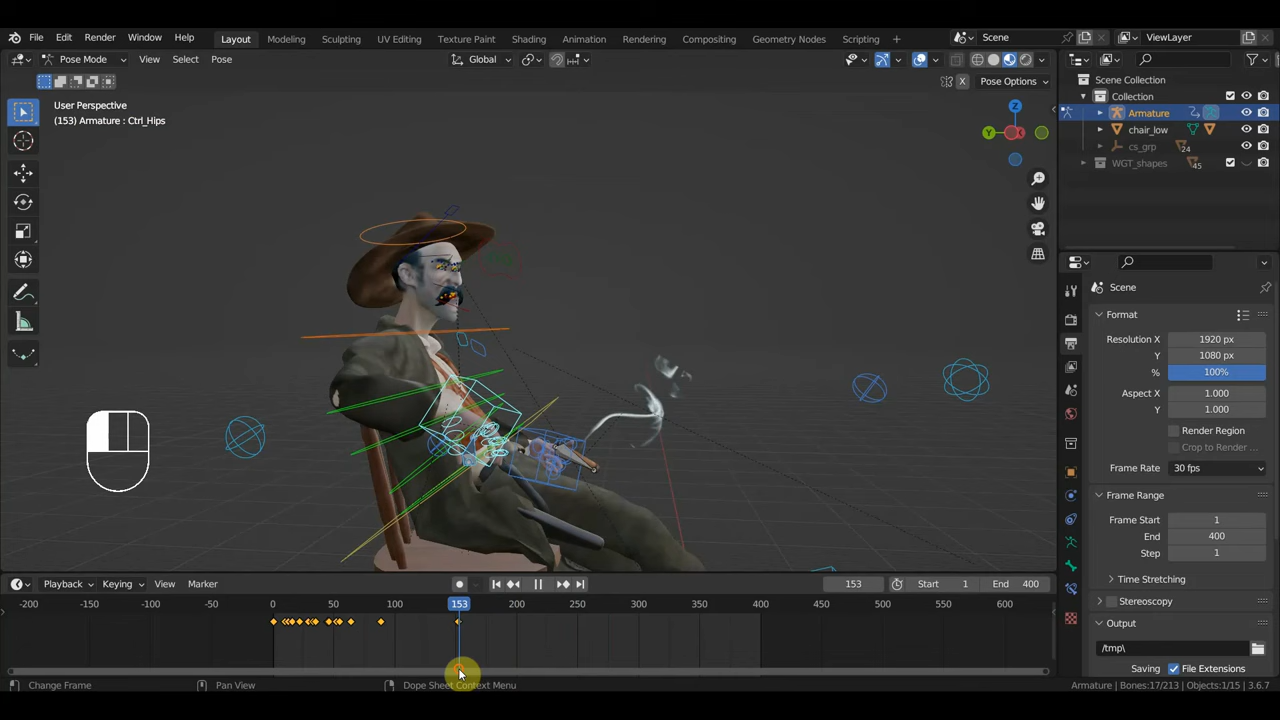 File Edit Render Window Help Layout Modeling Sculpting UV Editing Texture Paint Shading Animation Rendering Compositing Geometry Nodes Scripting + Scene ViewLayer
Pose Mode View Select Pose Global
X Pose Options
User Perspective
(153) Armature : Ctrl_Hips
Z
Y
X
Scene Collection
Collection
Armature
chair_low
cs_grp 24
WGT_shapes 45
Scene
Format
Resolution X 1920 px
Y 1080 px
% 100%
Aspect X 1.000
Y 1.000
Render Region
Crop to Render ...
Frame Rate 30 fps
Frame Range
Frame Start 1
End 400
Step 1
Time Stretching
Stereoscopy
Output
/tmp\
Saving File Extensions
Playback Keying View Marker 153 Start 1 End 400
-200 -150 -100 -50 0 50 100 153 200 250 300 350 400 450 500 550 600
Change Frame Pan View Dope Sheet Context Menu Armature | Bones:17/213 | Objects:1/15 | 3.6.7